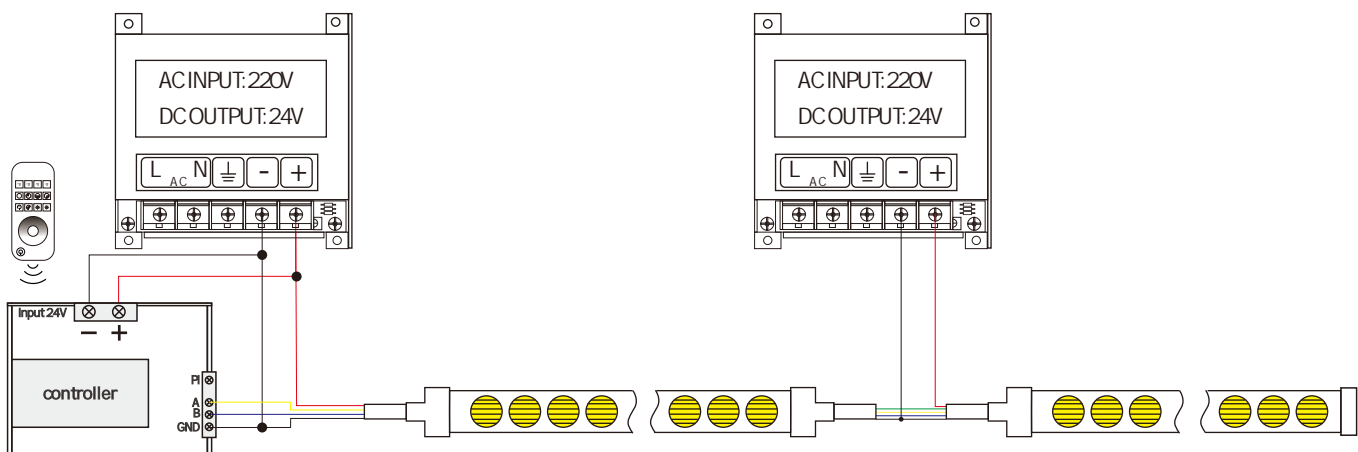 AC INPUT: 220V
DC OUTPUT: 24V
L AC N - +
AC INPUT: 220V
DC OUTPUT: 24V
L AC N - +
Input 24V
- +
controller
PI
A
B
GND